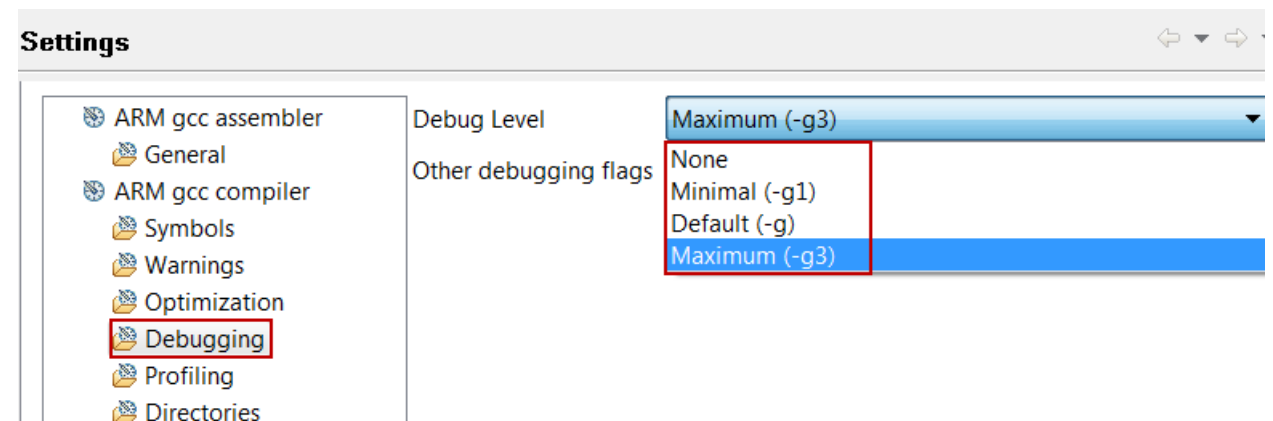 Settings
ARM gcc assembler
General
ARM gcc compiler
Symbols
Warnings
Optimization
Debugging
Profiling
Directories
Debug Level
Maximum (-g3)
Other debugging flags
None
Minimal (-g1)
Default (-g)
Maximum (-g3)